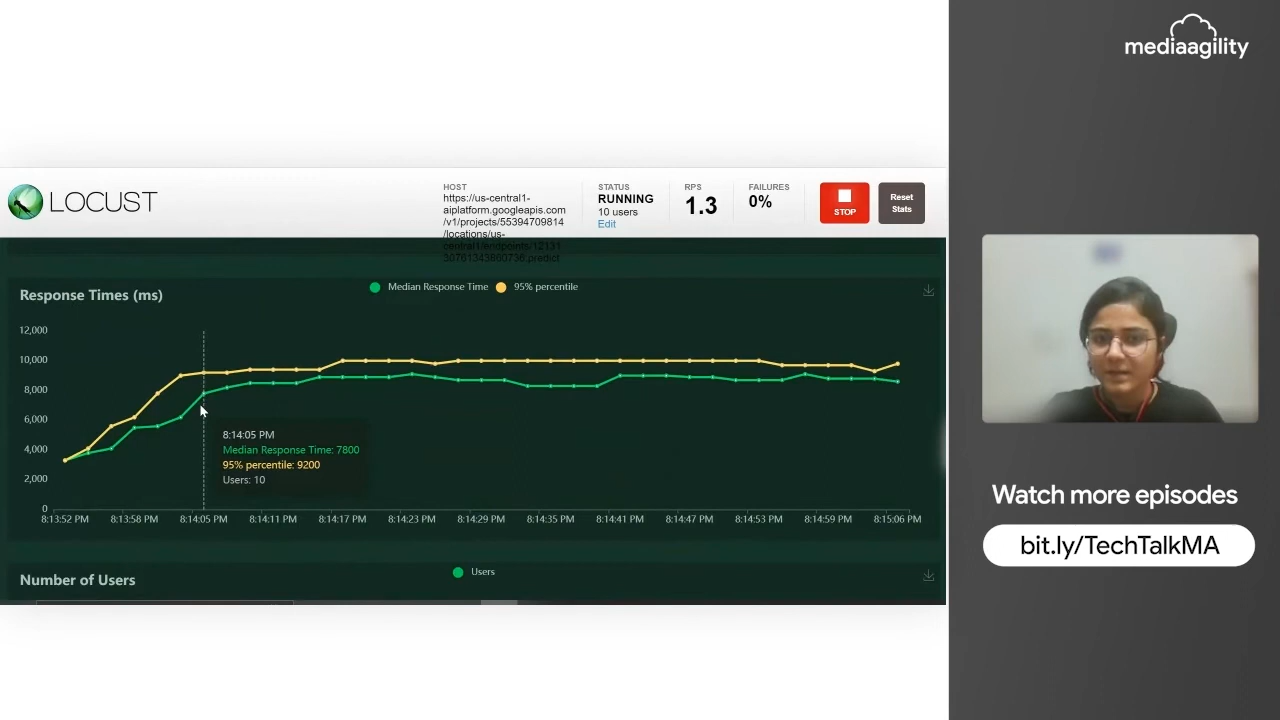 mediaagility
LOCUST
HOST
https://us-central1-
aiplatform.googleapis.com
/v1/projects/55394709814
/locations/us-
central1/endpoints/12131
30761343860736:predict
STATUS
RUNNING
10 users
Edit
RPS
1.3
FAILURES
0%
STOP
Reset
Stats
Response Times (ms)
Median Response Time
95% percentile
12,000
10,000
8,000
6,000
4,000
2,000
0
8:14:05 PM
Median Response Time: 7800
95% percentile: 9200
Users: 10
8:13:52 PM
8:13:58 PM
8:14:05 PM
8:14:11 PM
8:14:17 PM
8:14:23 PM
8:14:29 PM
8:14:35 PM
8:14:41 PM
8:14:47 PM
8:14:53 PM
8:14:59 PM
8:15:06 PM
Number of Users
Users
Watch more episodes
bit.ly/TechTalkMA